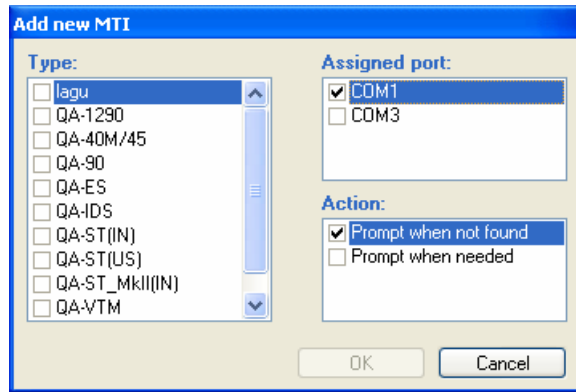 Add new MTI
Type:
lagu
QA-1290
QA-40M/45
QA-90
QA-ES
QA-IDS
QA-ST(IN)
QA-ST(US)
QA-ST_MkII(IN)
QA-VTM
Assigned port:
COM1
COM3
Action:
Prompt when not found
Prompt when needed
OK
Cancel